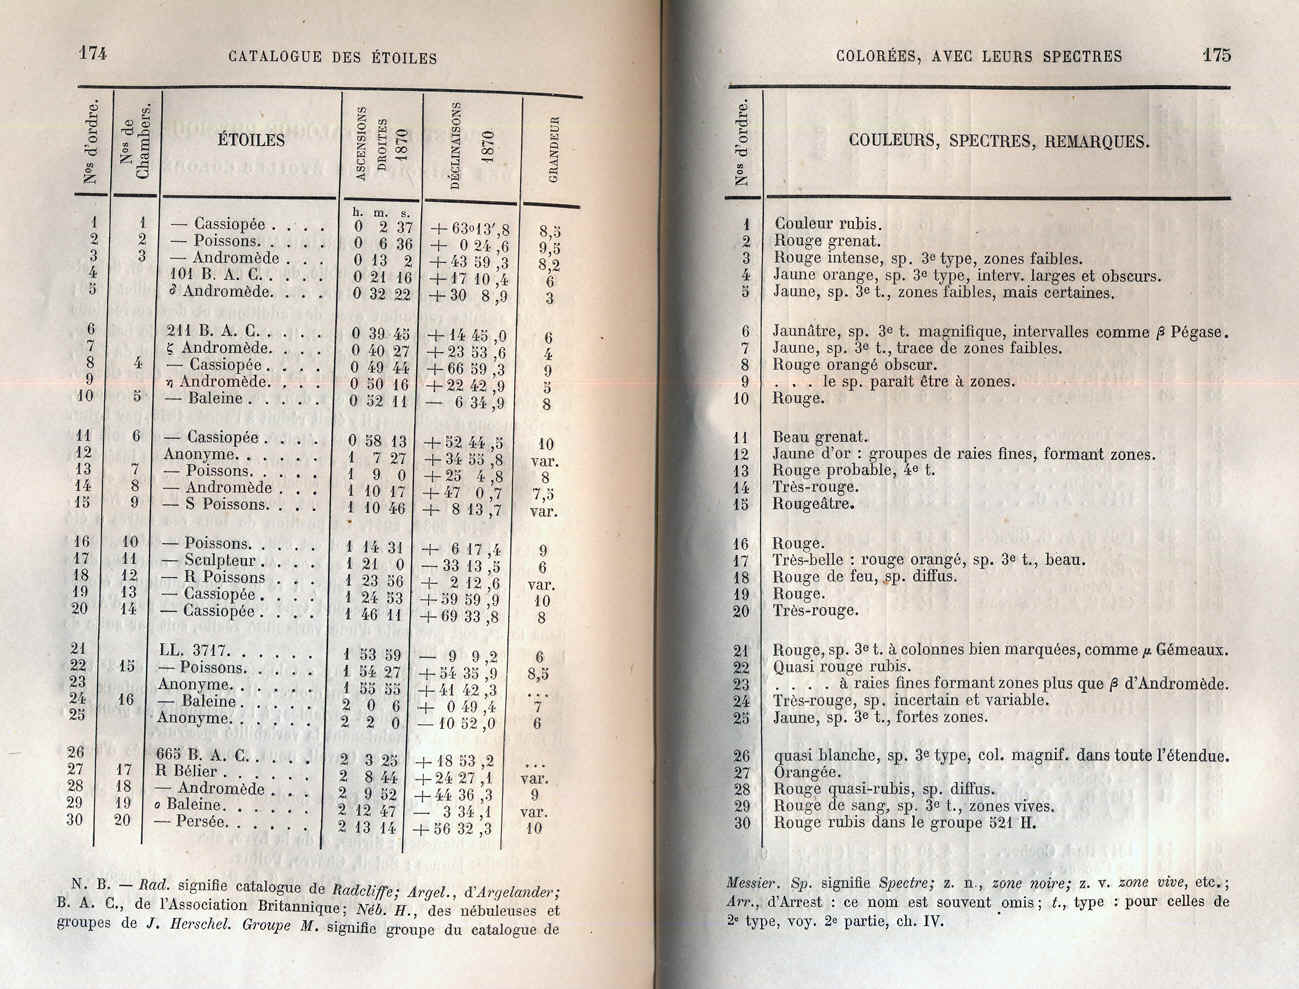 174
CATALOGUE DES ÉTOILES
Nos d'ordre.
Nos de Chambers.
ÉTOILES
ASCENSIONS DROITES 1870
DÉCLINAISONS 1870
GRANDEUR
h. m. s.
1 1 — Cassiopée . . . . 0 2 37 + 63o13',8 8,5
2 2 — Poissons. . . . . 0 6 36 + 0 24 ,6 9,5
3 3 — Andromède . . . 0 13 2 +43 59 ,3 8,2
4 101 B. A. C. . . . . 0 21 16 +17 10 ,4 6
5 δ Andromède. . . . 0 32 22 +30 8 ,9 3
6 211 B. A. C. . . . . 0 39 45 +14 45 ,0 6
7 ζ Andromède. . . . 0 40 27 +23 53 ,6 4
8 4 — Cassiopée . . . . 0 49 44 +66 59 ,3 9
9 η Andromède. . . . 0 50 16 +22 42 ,9 5
10 5 — Baleine . . . . . 0 52 11 — 6 34 ,9 8
11 6 — Cassiopée . . . . 0 58 13 +52 44 ,5 10
12 Anonyme. . . . . . 1 7 27 +34 55 ,8 var.
13 7 — Poissons. . . . . 1 9 0 +25 4 ,8 8
14 8 — Andromède . . . 1 10 17 +47 0 ,7 7,5
15 9 — S Poissons. . . . 1 10 46 + 8 13 ,7 var.
16 10 — Poissons. . . . . 1 14 31 + 6 17 ,4 9
17 11 — Sculpteur . . . . 1 21 0 —33 13 ,5 6
18 12 — R Poissons . . . 1 23 56 + 2 12 ,6 var.
19 13 — Cassiopée . . . . 1 24 53 +59 59 ,9 10
20 14 — Cassiopée . . . . 1 46 11 +69 33 ,8 8
21 LL. 3717. . . . . . 1 53 59 — 9 9 ,2 6
22 15 — Poissons. . . . . 1 54 27 +54 35 ,9 8,5
23 Anonyme. . . . . . 1 55 55 +41 42 ,3 . . .
24 16 — Baleine . . . . . 2 0 6 + 0 49 ,4 7
25 Anonyme. . . . . . 2 2 0 —10 52 ,0 6
26 665 B. A. C. . . . . 2 3 25 +18 53 ,2 . . .
27 17 R Bélier . . . . . . 2 8 44 +24 27 ,1 var.
28 18 — Andromède . . . 2 9 52 +44 36 ,3 9
29 19 o Baleine. . . . . . 2 12 47 — 3 34 ,1 var.
30 20 — Persée. . . . . . 2 13 14 +56 32 ,3 10
N. B. — Rad. signifie catalogue de Radcliffe; Argel., d'Argelander;
B. A. C., de l'Association Britannique; Néb. H., des nébuleuses et
groupes de J. Herschel. Groupe M. signifie groupe du catalogue de
COLORÉES, AVEC LEURS SPECTRES
175
Nos d'ordre.
COULEURS, SPECTRES, REMARQUES.
1 Couleur rubis.
2 Rouge grenat.
3 Rouge intense, sp. 3e type, zones faibles.
4 Jaune orange, sp. 3e type, interv. larges et obscurs.
5 Jaune, sp. 3e t., zones faibles, mais certaines.
6 Jaunâtre, sp. 3e t. magnifique, intervalles comme β Pégase.
7 Jaune, sp. 3e t., trace de zones faibles.
8 Rouge orangé obscur.
9 . . . le sp. paraît être à zones.
10 Rouge.
11 Beau grenat.
12 Jaune d'or : groupes de raies fines, formant zones.
13 Rouge probable, 4e t.
14 Très-rouge.
15 Rougeâtre.
16 Rouge.
17 Très-belle : rouge orangé, sp. 3e t., beau.
18 Rouge de feu, sp. diffus.
19 Rouge.
20 Très-rouge.
21 Rouge, sp. 3e t. à colonnes bien marquées, comme μ Gémeaux.
22 Quasi rouge rubis.
23 . . . . à raies fines formant zones plus que β d'Andromède.
24 Très-rouge, sp. incertain et variable.
25 Jaune, sp. 3e t., fortes zones.
26 quasi blanche, sp. 3e type, col. magnif. dans toute l'étendue.
27 Orangée.
28 Rouge quasi-rubis, sp. diffus.
29 Rouge de sang, sp. 3e t., zones vives.
30 Rouge rubis dans le groupe 521 H.
Messier. Sp. signifie Spectre; z. n., zone noire; z. v. zone vive, etc.;
Arr., d'Arrest : ce nom est souvent omis; t., type : pour celles de
2e type, voy. 2e partie, ch. IV.